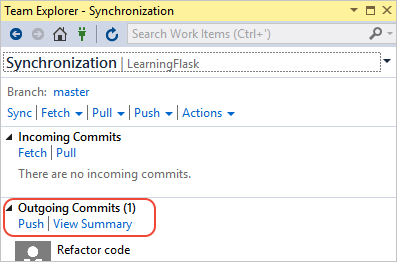 Team Explorer - Synchronization
Search Work Items (Ctrl+')
Synchronization | LearningFlask
Branch: master
Sync | Fetch | Pull | Push | Actions
Incoming Commits
Fetch | Pull
There are no incoming commits.
Outgoing Commits (1)
Push | View Summary
Refactor code